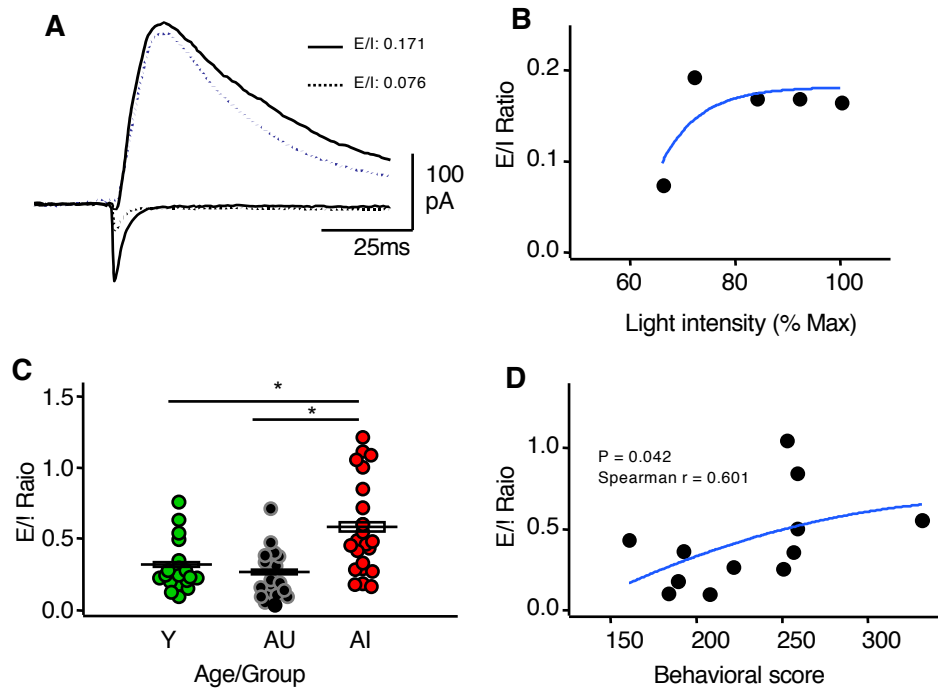 A
E/I: 0.171
E/I: 0.076
100
pA
25ms
B
E/I Ratio
0.2
0.1
0.0
60 80 100
Light intensity (% Max)
C
E/! Raio
1.5
1.0
0.5
0.0
*
*
Y AU AI
Age/Group
D
E/! Raio
1.0
0.5
0.0
P = 0.042
Spearman r = 0.601
150 200 250 300
Behavioral score